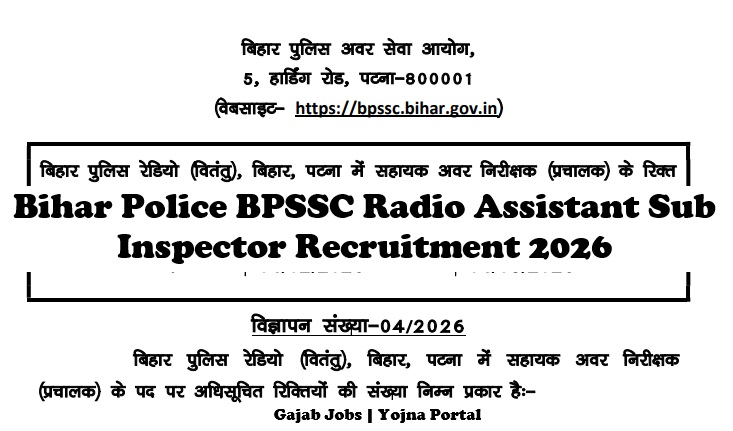 बिहार पुलिस अवर सेवा आयोग,
5, हार्डिंग रोड, पटना–800001
(वेबसाइट– https://bpssc.bihar.gov.in)
बिहार पुलिस रेडियो (वितंतु), बिहार, पटना में सहायक अवर निरीक्षक (प्रचालक) के रिक्त
Bihar Police BPSSC Radio Assistant Sub
Inspector Recruitment 2026
विज्ञापन संख्या–04/2026
बिहार पुलिस रेडियो (वितंतु), बिहार, पटना में सहायक अवर निरीक्षक
(प्रचालक) के पद पर अधिसूचित रिक्तियों की संख्या निम्न प्रकार है:–
Gajab Jobs | Yojna Portal